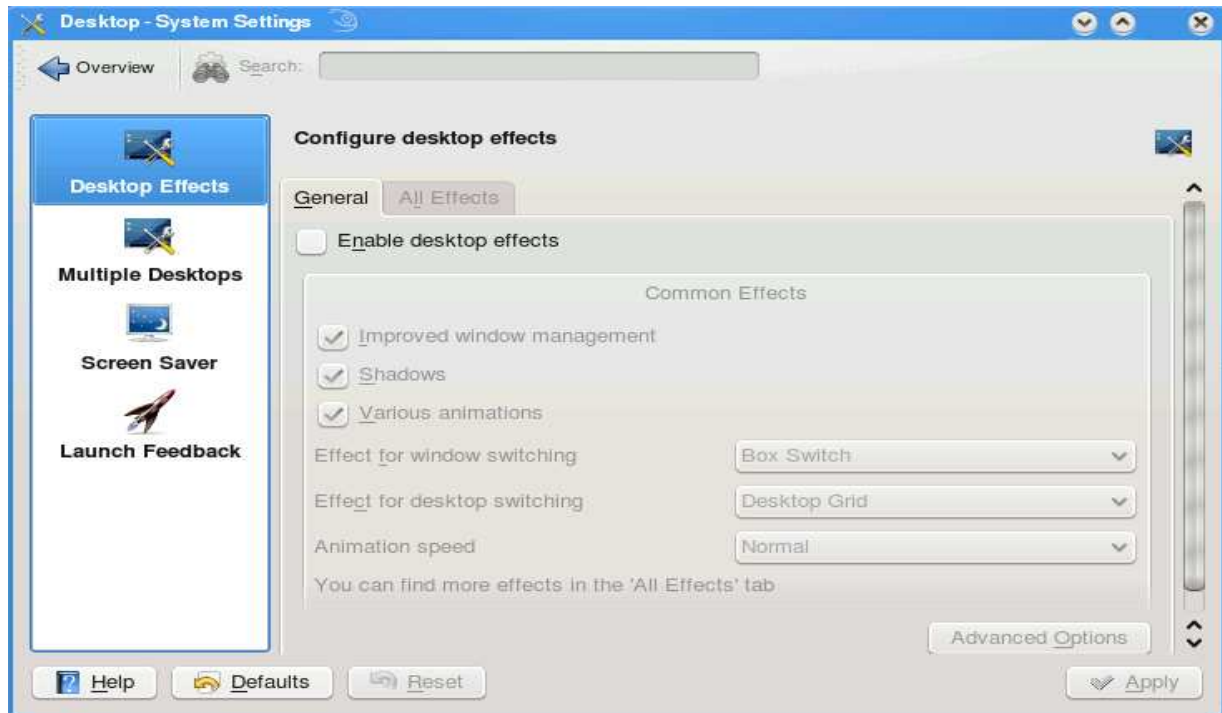 Desktop - System Settings
Overview
Search:
Desktop Effects
Multiple Desktops
Screen Saver
Launch Feedback
Configure desktop effects
General
All Effects
Enable desktop effects
Common Effects
Improved window management
Shadows
Various animations
Effect for window switching
Box Switch
Effect for desktop switching
Desktop Grid
Animation speed
Normal
You can find more effects in the 'All Effects' tab
Advanced Options
Help
Defaults
Reset
Apply